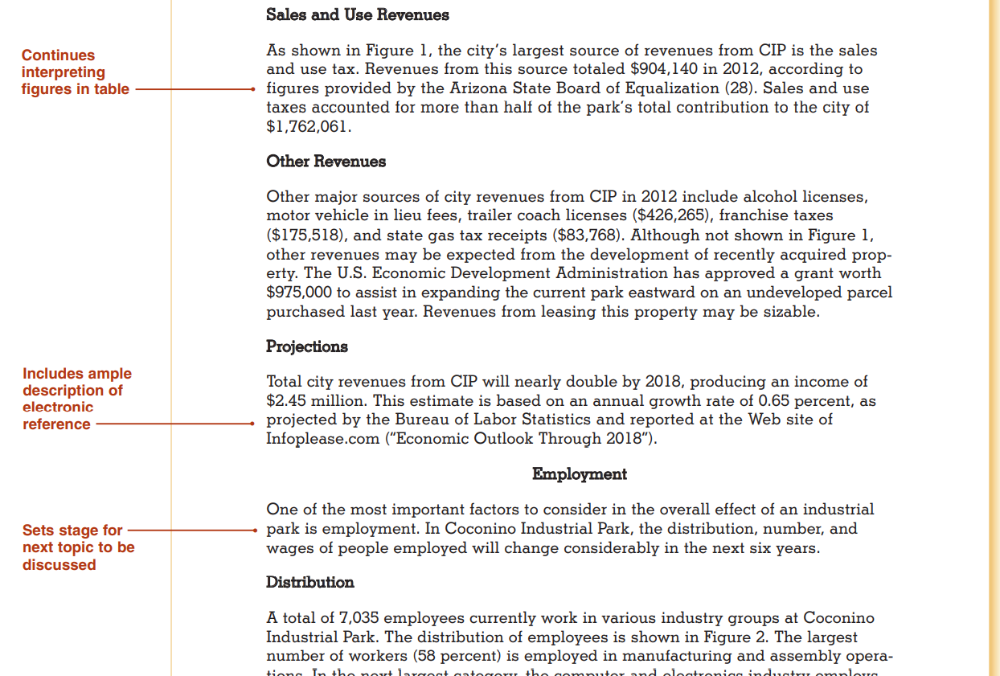 Sales and Use Revenues
Continues
interpreting
figures in table
As shown in Figure 1, the city's largest source of revenues from CIP is the sales
and use tax. Revenues from this source totaled $904,140 in 2012, according to
figures provided by the Arizona State Board of Equalization (28). Sales and use
taxes accounted for more than half of the park's total contribution to the city of
$1,762,061.
Other Revenues
Other major sources of city revenues from CIP in 2012 include alcohol licenses,
motor vehicle in lieu fees, trailer coach licenses ($426,265), franchise taxes
($175,518), and state gas tax receipts ($83,768). Although not shown in Figure 1,
other revenues may be expected from the development of recently acquired prop-
erty. The U.S. Economic Development Administration has approved a grant worth
$975,000 to assist in expanding the current park eastward on an undeveloped parcel
purchased last year. Revenues from leasing this property may be sizable.
Projections
Includes ample
description of
electronic
reference
Total city revenues from CIP will nearly double by 2018, producing an income of
$2.45 million. This estimate is based on an annual growth rate of 0.65 percent, as
projected by the Bureau of Labor Statistics and reported at the Web site of
Infoplease.com ("Economic Outlook Through 2018").
Employment
Sets stage for
next topic to be
discussed
One of the most important factors to consider in the overall effect of an industrial
park is employment. In Coconino Industrial Park, the distribution, number, and
wages of people employed will change considerably in the next six years.
Distribution
A total of 7,035 employees currently work in various industry groups at Coconino
Industrial Park. The distribution of employees is shown in Figure 2. The largest
number of workers (58 percent) is employed in manufacturing and assembly opera-
tions. In the next largest category, the computer and electronics industry employs